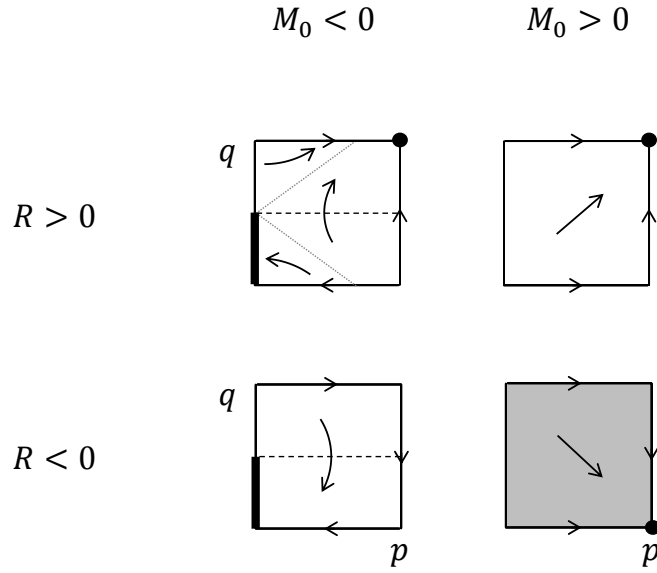 M₀ < 0 M₀ > 0
q
R > 0
q
R < 0
p p